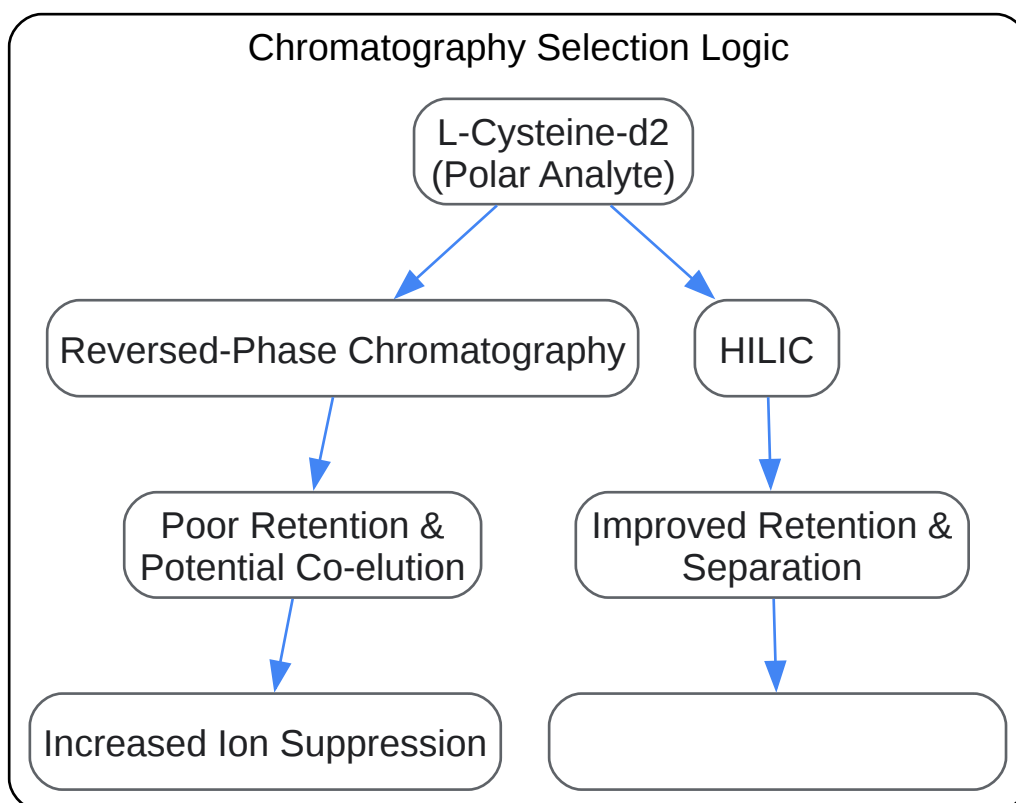 Chromatography Selection Logic
L-Cysteine-d2
(Polar Analyte)
Reversed-Phase Chromatography
HILIC
Poor Retention &
Potential Co-elution
Improved Retention &
Separation
Increased Ion Suppression